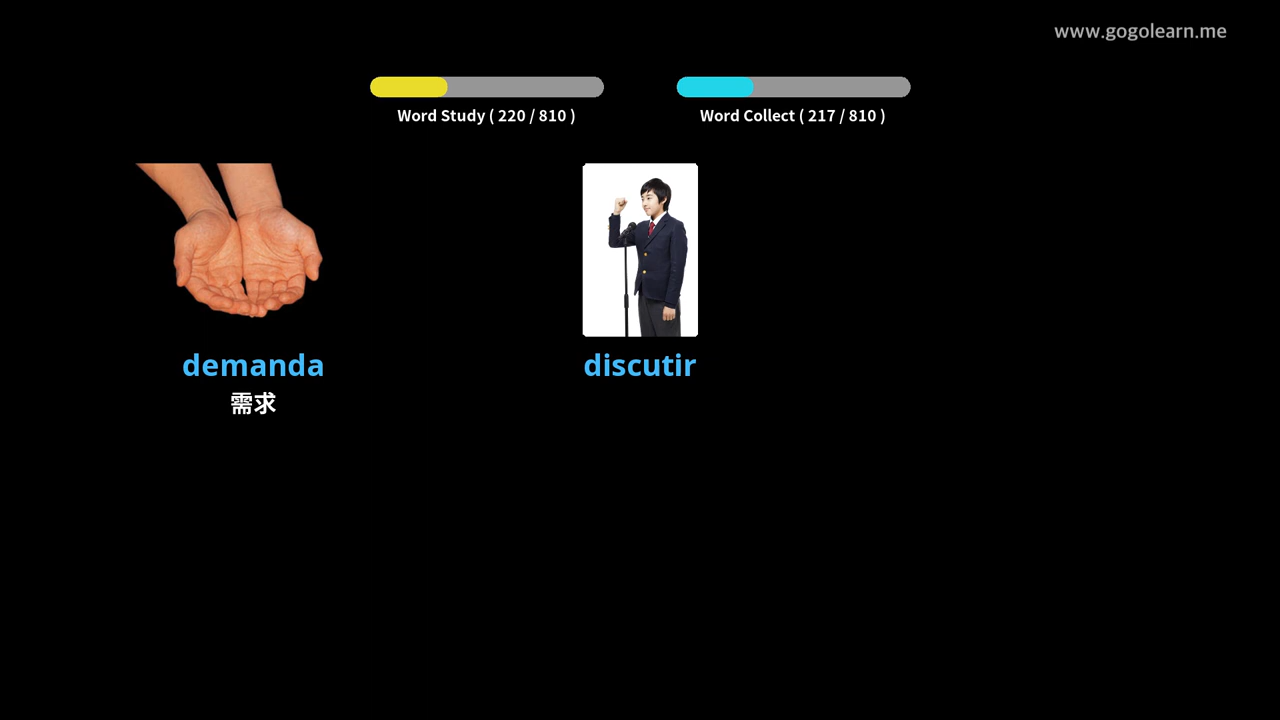 www.gogolearn.me
Word Study ( 220 / 810 )
Word Collect ( 217 / 810 )
demanda
需求
discutir